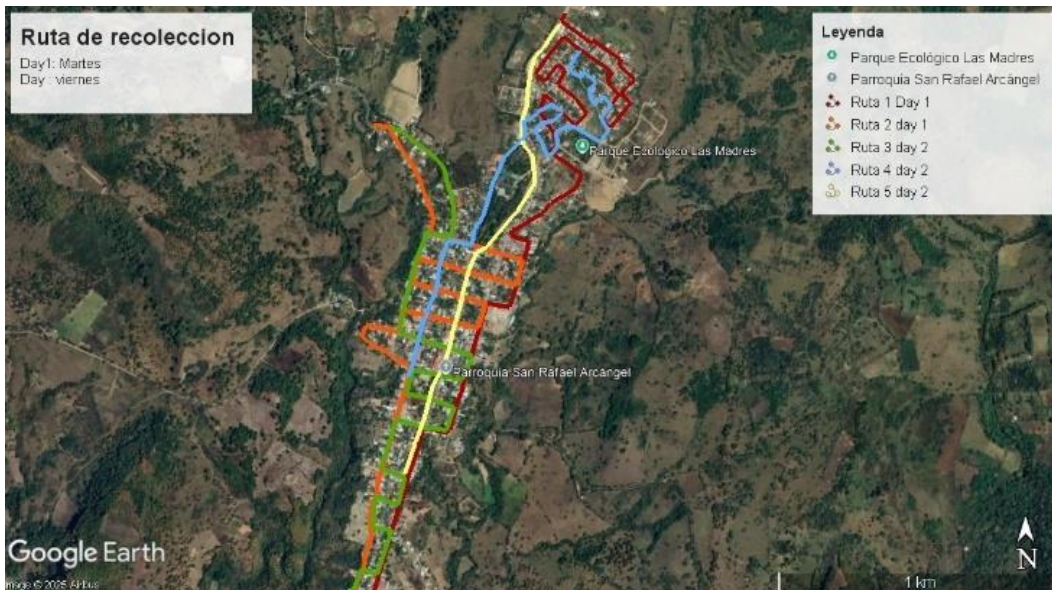 Ruta de recoleccion
Day1: Martes
Day : viernes
Leyenda
Parque Ecológico Las Madres
Parroquia San Rafael Arcángel
Ruta 1 Day 1
Ruta 2 day 1
Ruta 3 day 2
Ruta 4 day 2
Ruta 5 day 2
Parque Ecológico Las Madres
Parroquia San Rafael Arcángel
Google Earth
Image © 2025 Airbus
1 km
N